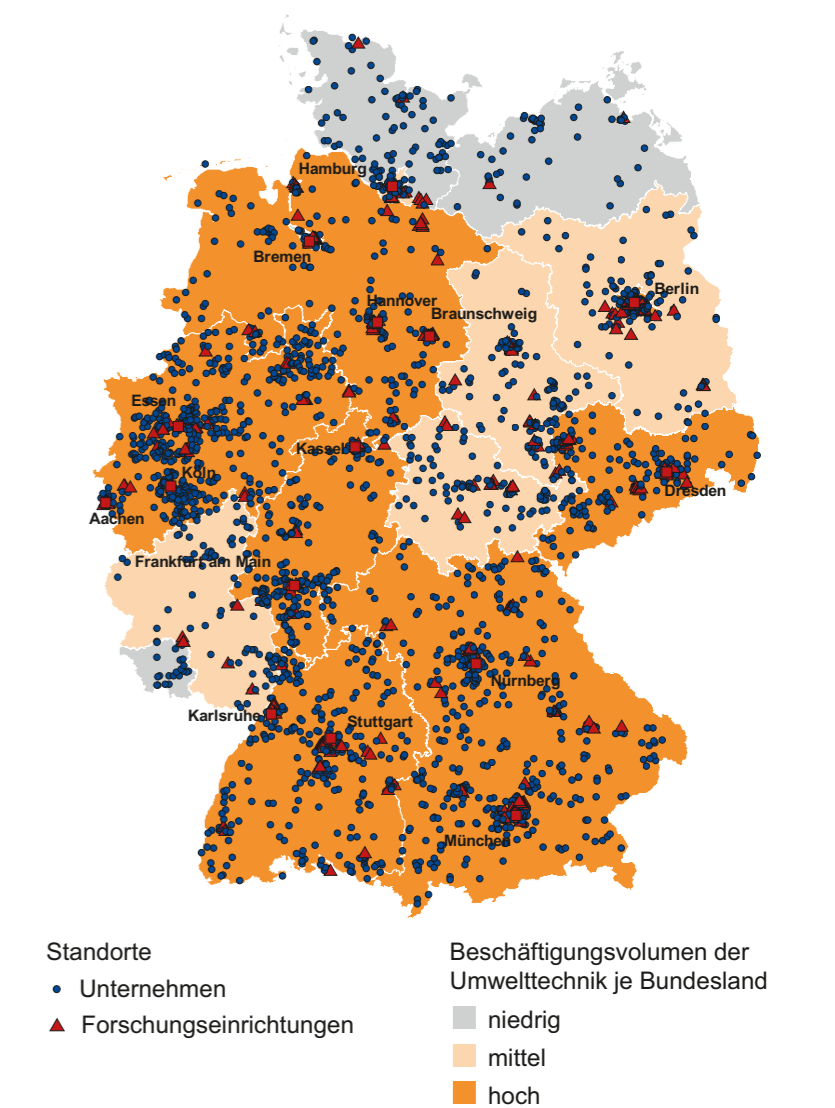 Hamburg
Bremen
Berlin
Hannover
Braunschweig
Essen
Kassel
Köln
Dresden
Aachen
Frankfurt am Main
Nürnberg
Karlsruhe
Stuttgart
München
Standorte
Unternehmen
Forschungseinrichtungen
Beschäftigungsvolumen der
Umwelttechnik je Bundesland
niedrig
mittel
hoch